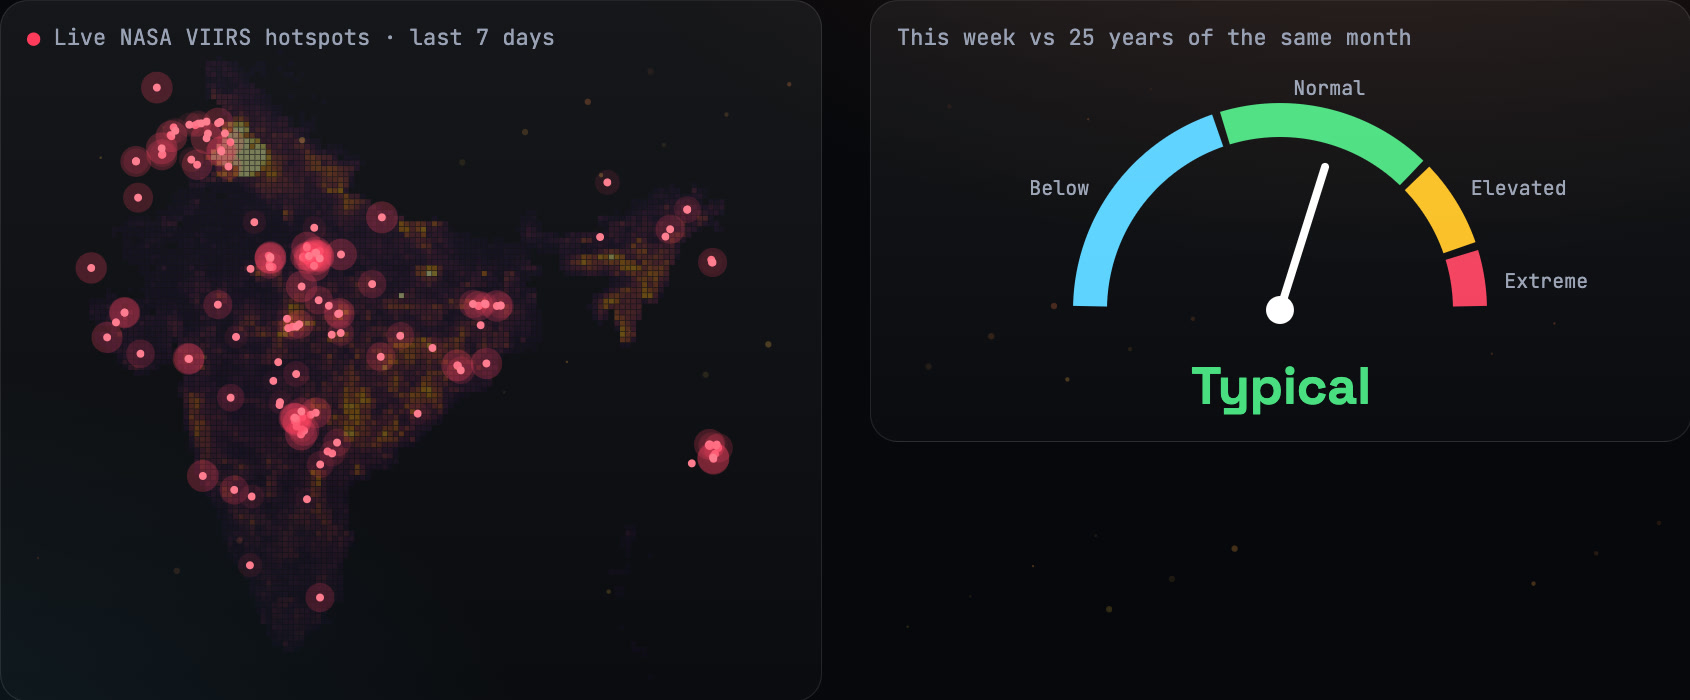 Live NASA VIIRS hotspots · last 7 days
This week vs 25 years of the same month
Normal
Below
Elevated
Extreme
Typical